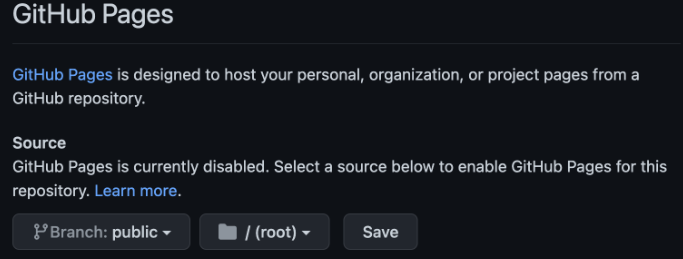 GitHub Pages
GitHub Pages is designed to host your personal, organization, or project pages from a
GitHub repository.
Source
GitHub Pages is currently disabled. Select a source below to enable GitHub Pages for this
repository. Learn more.
Branch: public / (root) Save